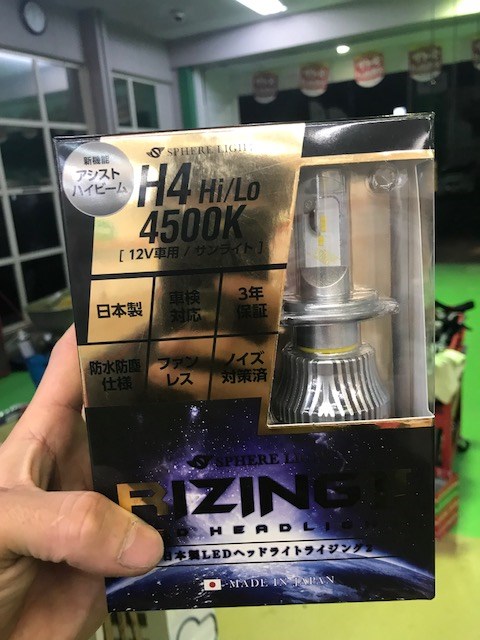 SPHERE LIGHT
新機能
アシスト
ハイビーム
H4 Hi/Lo
4500K
[ 12V車用 / サンライト ]
日本製
車検
対応
3年
保証
防水防塵
仕様
ファン
レス
ノイズ
対策済
SPHERE LI
RIZING
HEADLIGH
日本製LEDヘッドライトライジング2
MADE IN JAPAN